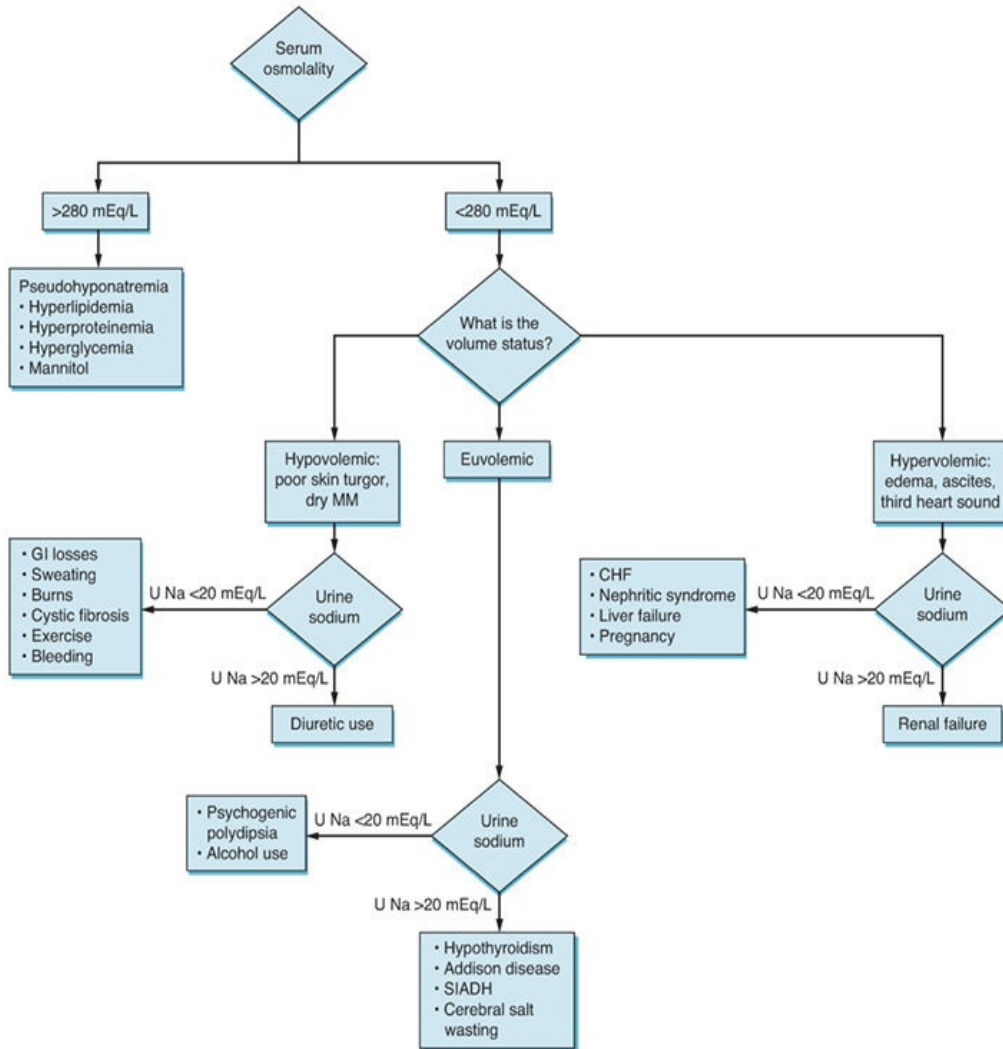 Serum
osmolality
>280 mEq/L
<280 mEq/L
Pseudohyponatremia
• Hyperlipidemia
• Hyperproteinemia
• Hyperglycemia
• Mannitol
What is the
volume status?
Hypovolemic:
poor skin turgor,
dry MM
Euvolemic
Hypervolemic:
edema, ascites,
third heart sound
• GI losses
• Sweating
• Burns
• Cystic fibrosis
• Exercise
• Bleeding
U Na <20 mEq/L
Urine
sodium
U Na >20 mEq/L
Diuretic use
• CHF
• Nephritic syndrome
• Liver failure
• Pregnancy
U Na <20 mEq/L
Urine
sodium
U Na >20 mEq/L
Renal failure
• Psychogenic
polydipsia
• Alcohol use
U Na <20 mEq/L
Urine
sodium
U Na >20 mEq/L
• Hypothyroidism
• Addison disease
• SIADH
• Cerebral salt
wasting